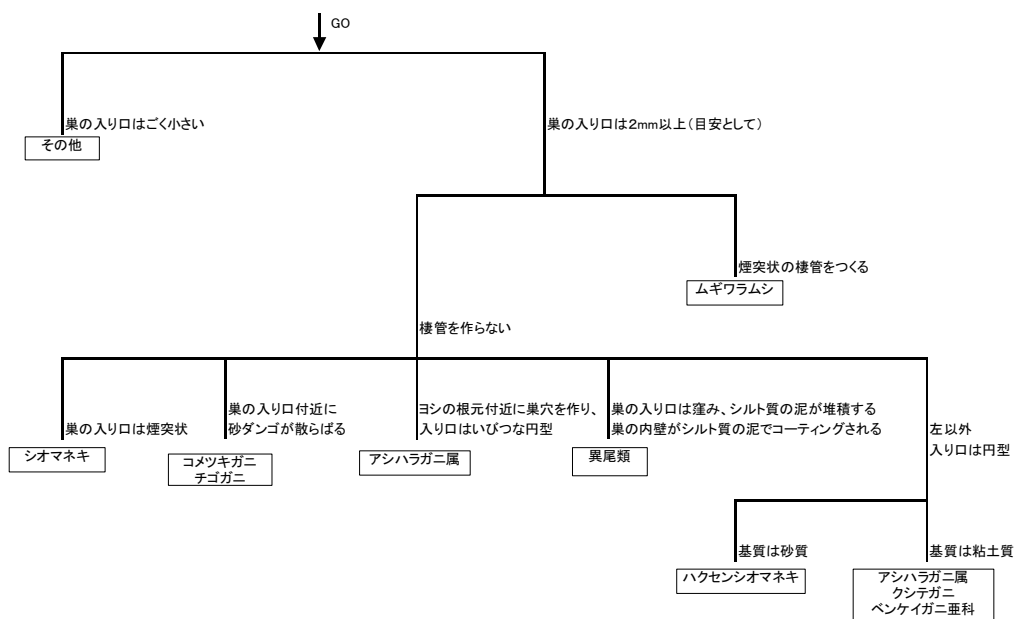 GO
巣の入り口はごく小さい
その他
巣の入り口は2mm以上(目安として)
煙突状の棲管をつくる
ムギワラムシ
棲管を作らない
巣の入り口は煙突状
シオマネキ
巣の入り口付近に
砂ダンゴが散らばる
コメツキガニ
チゴガニ
ヨシの根元付近に巣穴を作り、
入り口はいびつな円型
アシハラガニ属
巣の入り口は窪み、シルト質の泥が堆積する
巣の内壁がシルト質の泥でコーティングされる
異尾類
左以外
入り口は円型
基質は砂質
ハクセンシオマネキ
基質は粘土質
アシハラガニ属
クシテガニ
ベンケイガニ亜科